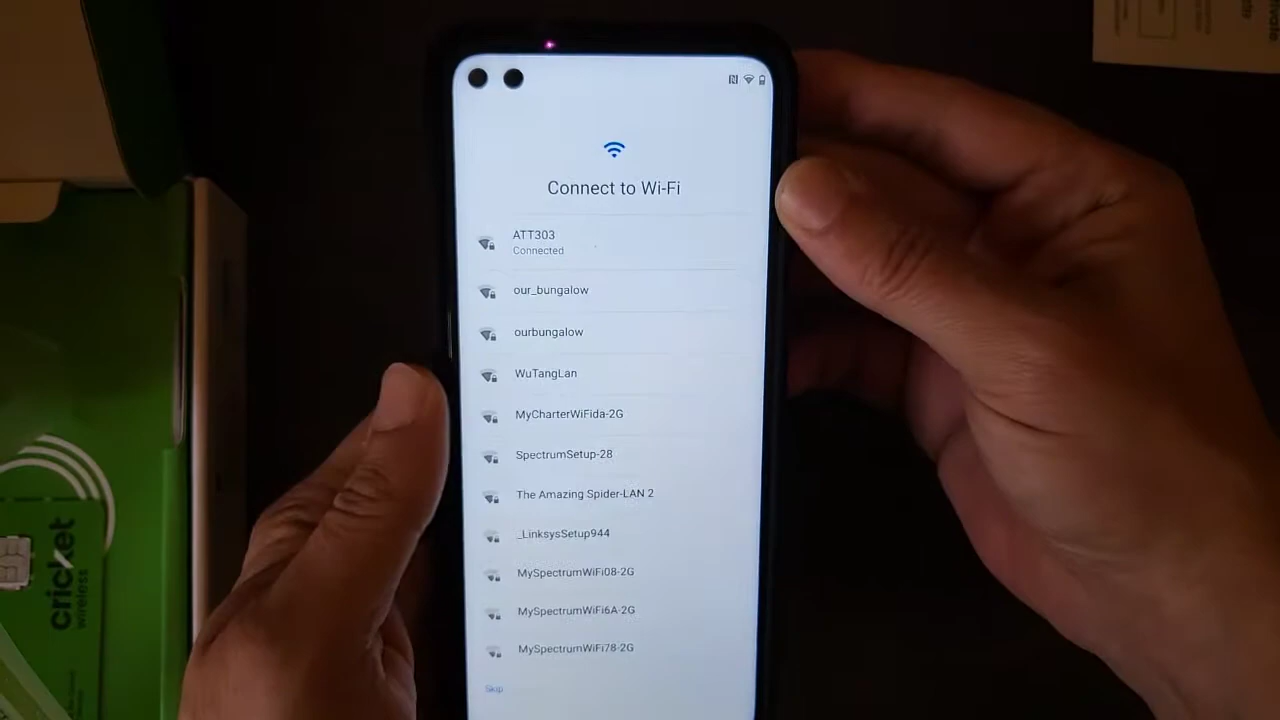 Connect to Wi-Fi
ATT303
Connected
our_bungalow
ourbungalow
WuTangLan
MyCharterWiFida-2G
SpectrumSetup-28
The Amazing Spider-LAN 2
_LinksysSetup944
MySpectrumWiFi08-2G
MySpectrumWiFi6A-2G
MySpectrumWiFi78-2G
Skip
cricket
wireless